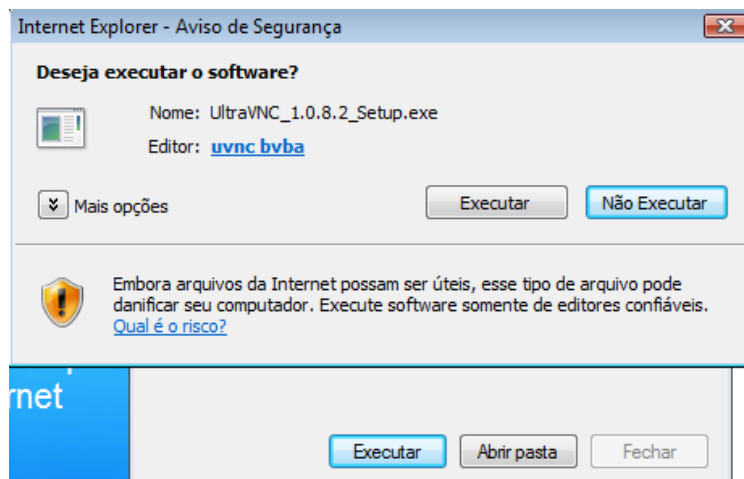 Internet Explorer - Aviso de Segurança
Deseja executar o software?
Nome: UltraVNC_1.0.8.2_Setup.exe
Editor: uvnc bvba
Mais opções
Executar
Não Executar
Embora arquivos da Internet possam ser úteis, esse tipo de arquivo pode
danificar seu computador. Execute software somente de editores confiáveis.
Qual é o risco?
rnet
Executar
Abrir pasta
Fechar